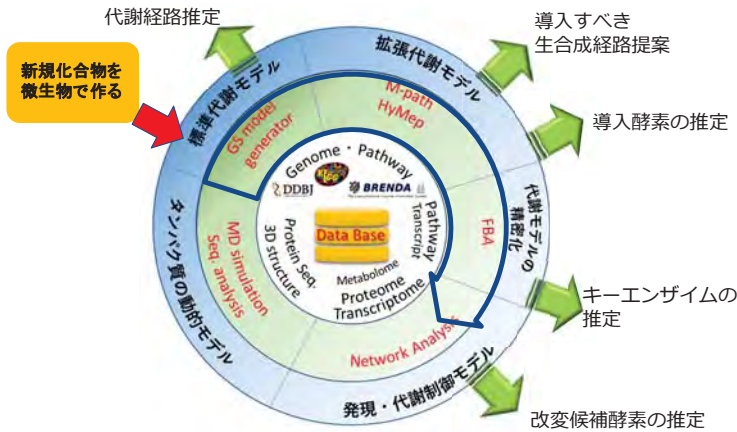 代謝経路推定
導入すべき
生合成経路提案
新規化合物を
微生物で作る
標準代謝モデル
拡張代謝モデル
GS model
generator
M-path
HyMep
導入酵素の推定
Genome・Pathway
DDBJ
KEGG
BRENDA
代謝モデルの
精密化
FBA
Pathway
Transcript
Data Base
Protein Seq.
3D structure
Metabolome
Proteome
Transcriptome
MD simulation
Seq. analysis
タンパク質の動的モデル
キーエンザイムの
推定
Network Analysis
発現・代謝制御モデル
改変候補酵素の推定